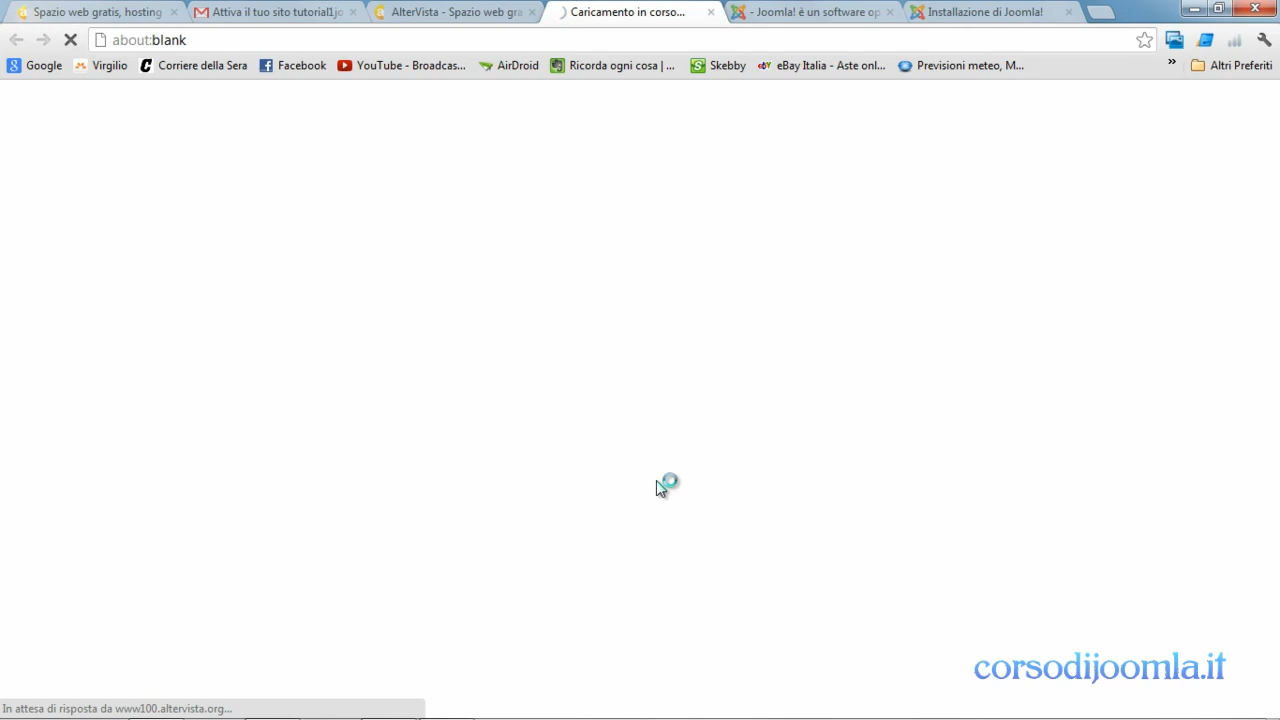 Spazio web gratis, hosting
Attiva il tuo sito tutorial1jo
AlterVista - Spazio web gra
Caricamento in corso...
- Joomla! è un software op
Installazione di Joomla!
about:blank
Google
Virgilio
Corriere della Sera
Facebook
YouTube - Broadcas...
AirDroid
Ricorda ogni cosa | ...
Skebby
eBay Italia - Aste onl...
Previsioni meteo, M...
»
Altri Preferiti
corsodijoomla.it
In attesa di risposta da www100.altervista.org...